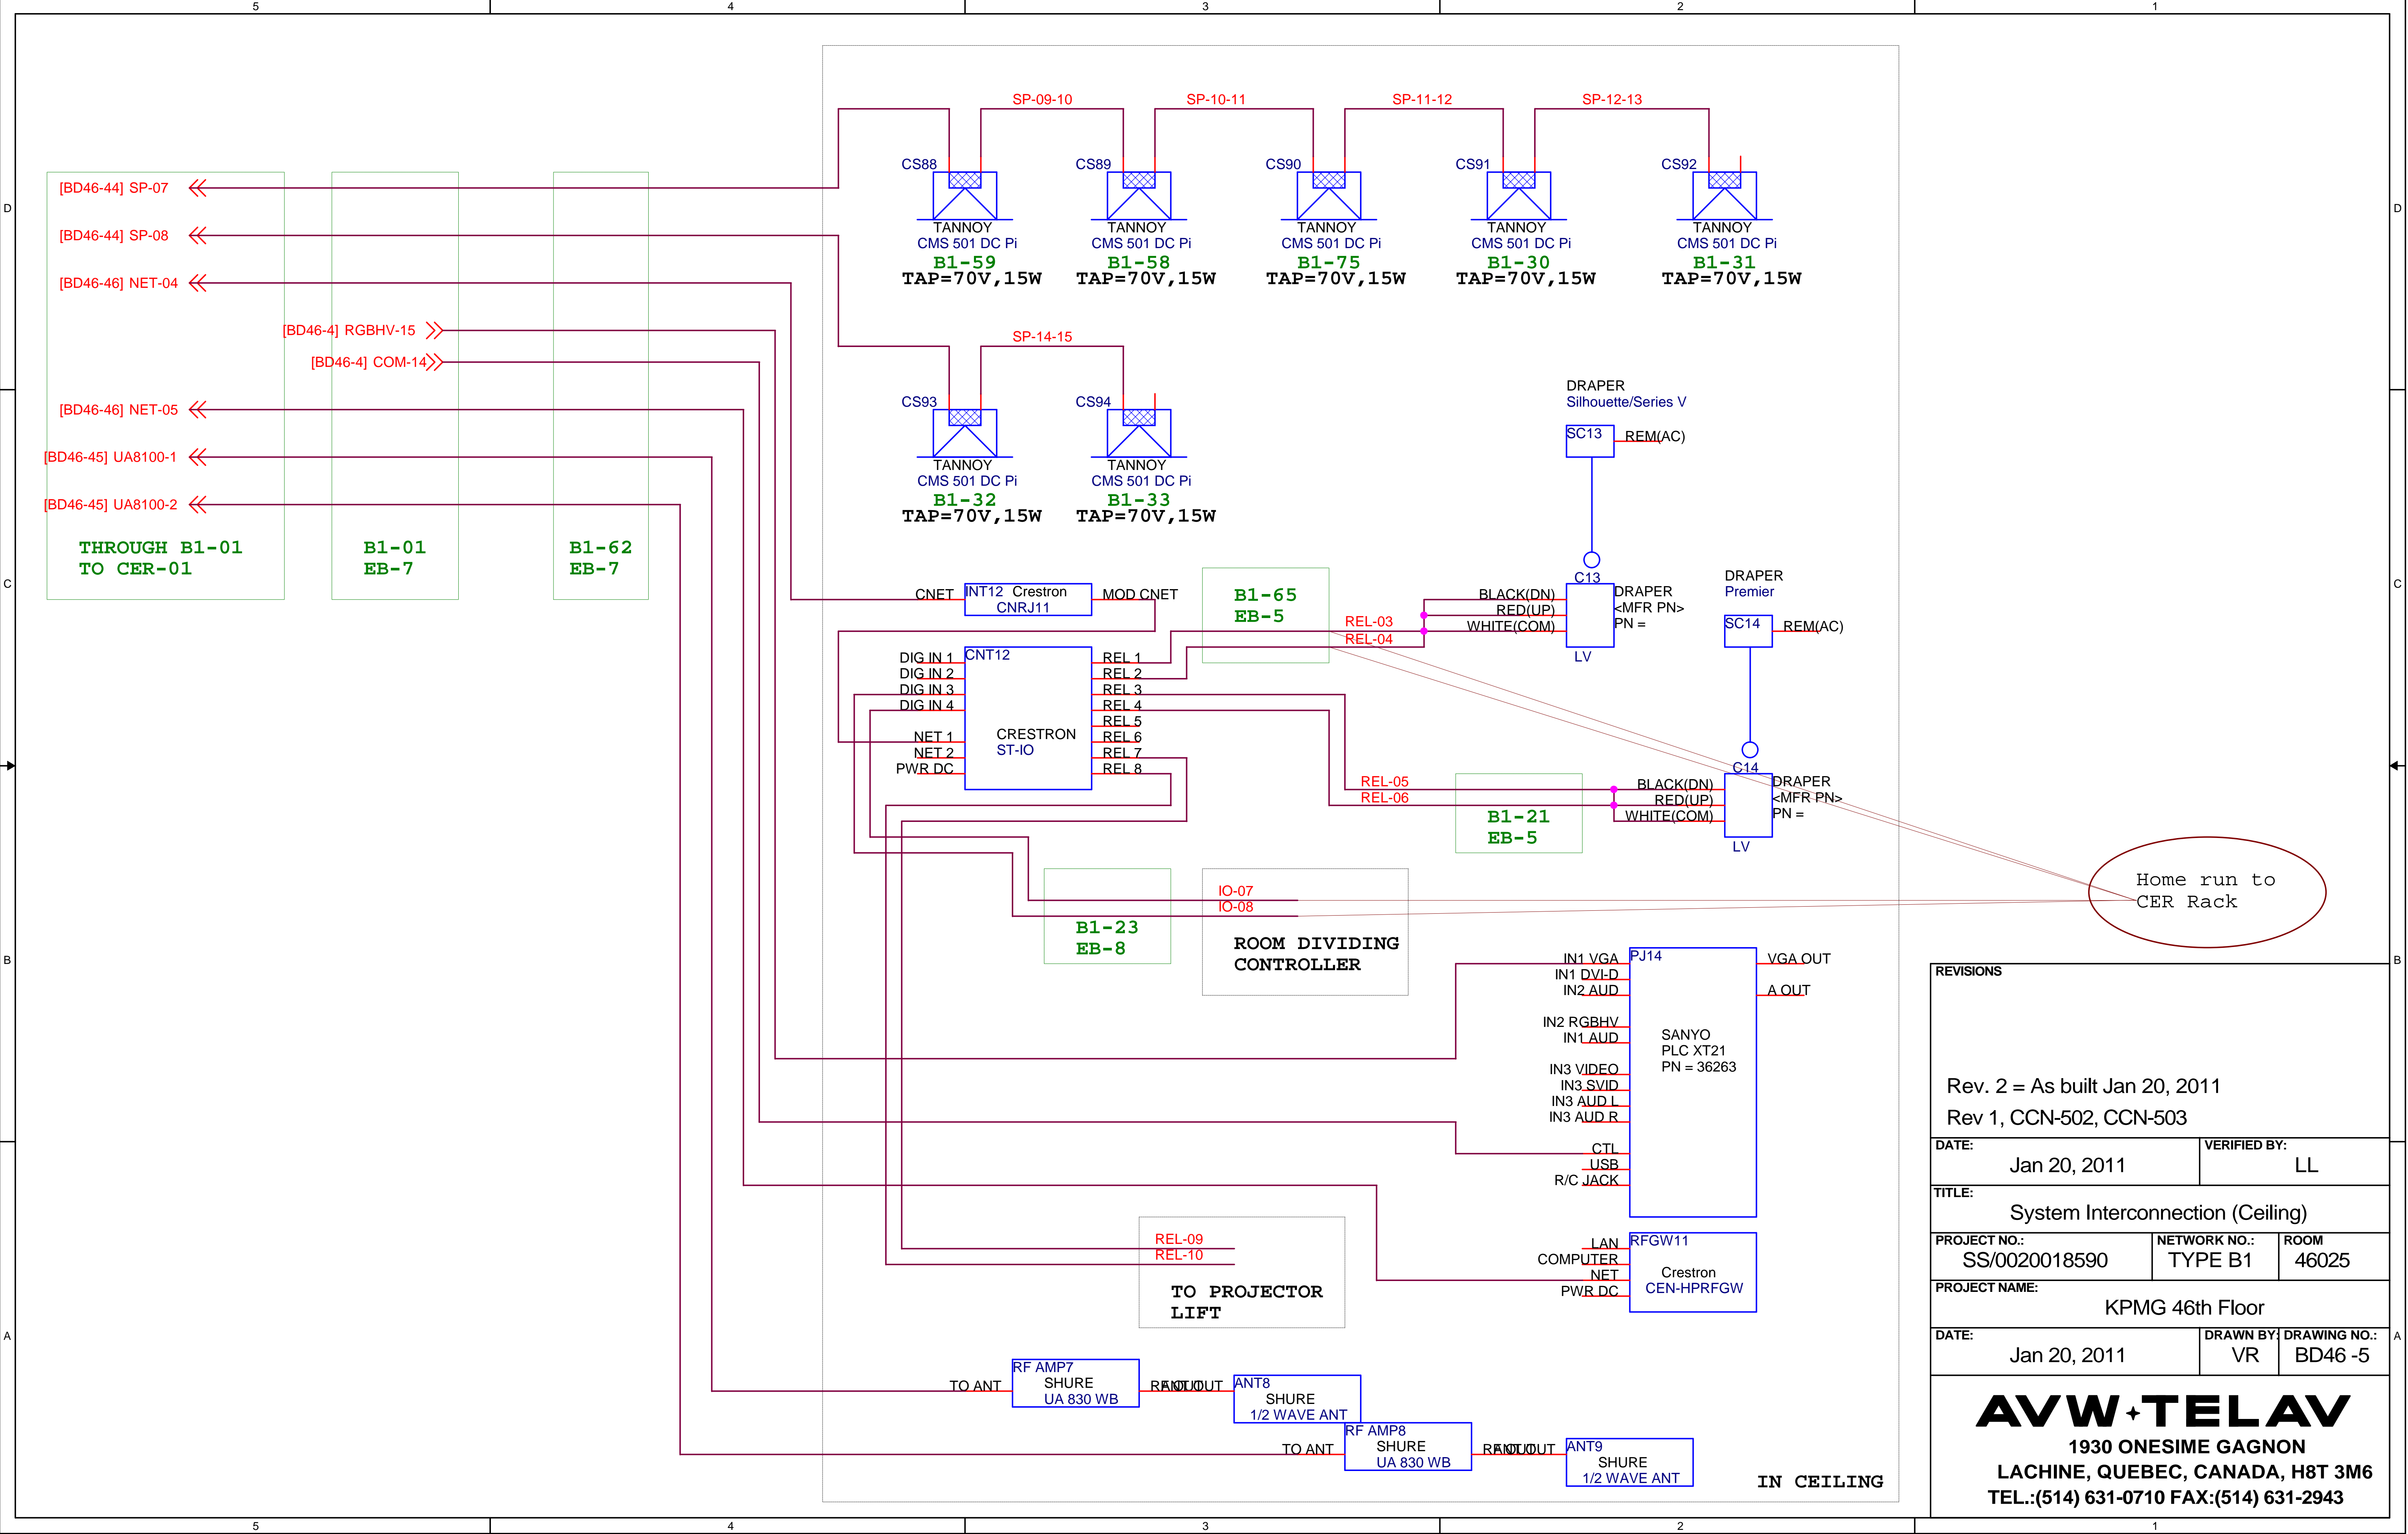 5
4
3
2
1
D
C
B
A
D
C
B
A
SP-09-10
SP-10-11
SP-11-12
SP-12-13
CS88
CS89
CS90
CS91
CS92
TANNOY
CMS 501 DC Pi
B1-59
TAP=70V,15W
TANNOY
CMS 501 DC Pi
B1-58
TAP=70V,15W
TANNOY
CMS 501 DC Pi
B1-75
TAP=70V,15W
TANNOY
CMS 501 DC Pi
B1-30
TAP=70V,15W
TANNOY
CMS 501 DC Pi
B1-31
TAP=70V,15W
[BD46-44] SP-07
[BD46-44] SP-08
[BD46-46] NET-04
[BD46-4] RGBHV-15
[BD46-4] COM-14
[BD46-46] NET-05
[BD46-45] UA8100-1
[BD46-45] UA8100-2
THROUGH B1-01
TO CER-01
B1-01
EB-7
B1-62
EB-7
SP-14-15
CS93
CS94
TANNOY
CMS 501 DC Pi
B1-32
TAP=70V,15W
TANNOY
CMS 501 DC Pi
B1-33
TAP=70V,15W
DRAPER
Silhouette/Series V
SC13
REM(AC)
C13
BLACK(DN)
RED(UP)
WHITE(COM)
DRAPER
<MFR PN>
PN =
LV
DRAPER
Premier
SC14
REM(AC)
C14
BLACK(DN)
RED(UP)
WHITE(COM)
DRAPER
<MFR PN>
PN =
LV
CNET
INT12 Crestron
CNRJ11
MOD CNET
B1-65
EB-5
REL-03
REL-04
CNT12
DIG IN 1
DIG IN 2
DIG IN 3
DIG IN 4
NET 1
NET 2
PWR DC
CRESTRON
ST-IO
REL 1
REL 2
REL 3
REL 4
REL 5
REL 6
REL 7
REL 8
REL-05
REL-06
B1-21
EB-5
IO-07
IO-08
B1-23
EB-8
ROOM DIVIDING
CONTROLLER
Home run to
CER Rack
PJ14
IN1 VGA
IN1 DVI-D
IN2 AUD
IN2 RGBHV
IN1 AUD
IN3 VIDEO
IN3 SVID
IN3 AUD L
IN3 AUD R
CTL
USB
R/C JACK
SANYO
PLC XT21
PN = 36263
VGA OUT
A OUT
REL-09
REL-10
TO PROJECTOR
LIFT
LAN
COMPUTER
NET
PWR DC
RFGW11
Crestron
CEN-HPRFGW
TO ANT
RF AMP7
SHURE
UA 830 WB
ANT8
SHURE
1/2 WAVE ANT
TO ANT
RF AMP8
SHURE
UA 830 WB
ANT9
SHURE
1/2 WAVE ANT
IN CEILING
REVISIONS
Rev. 2 = As built Jan 20, 2011
Rev 1, CCN-502, CCN-503
DATE:
Jan 20, 2011
VERIFIED BY:
LL
TITLE:
System Interconnection (Ceiling)
PROJECT NO.:
SS/0020018590
NETWORK NO.:
TYPE B1
ROOM
46025
PROJECT NAME:
KPMG 46th Floor
DATE:
Jan 20, 2011
DRAWN BY:
VR
DRAWING NO.:
BD46 -5
AVW TELAV
1930 ONESIME GAGNON
LACHINE, QUEBEC, CANADA, H8T 3M6
TEL.:(514) 631-0710 FAX:(514) 631-2943
5
4
3
2
1